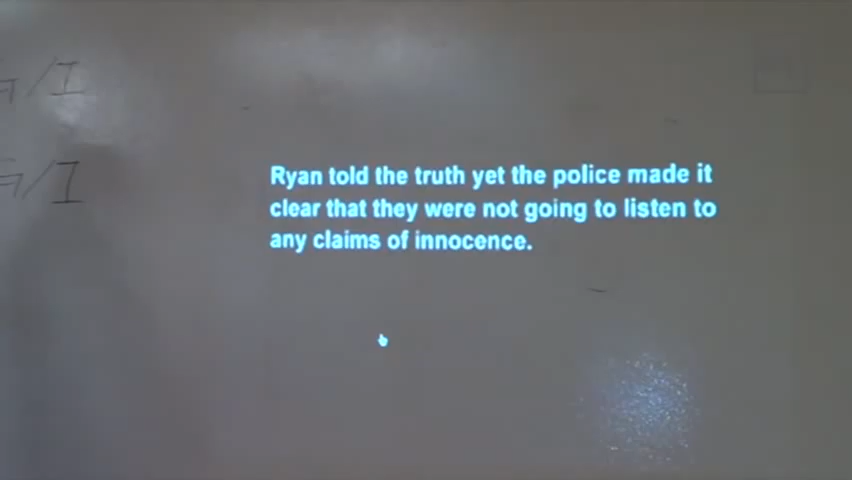 Ryan told the truth yet the police made it
clear that they were not going to listen to
any claims of innocence.
/I
/I